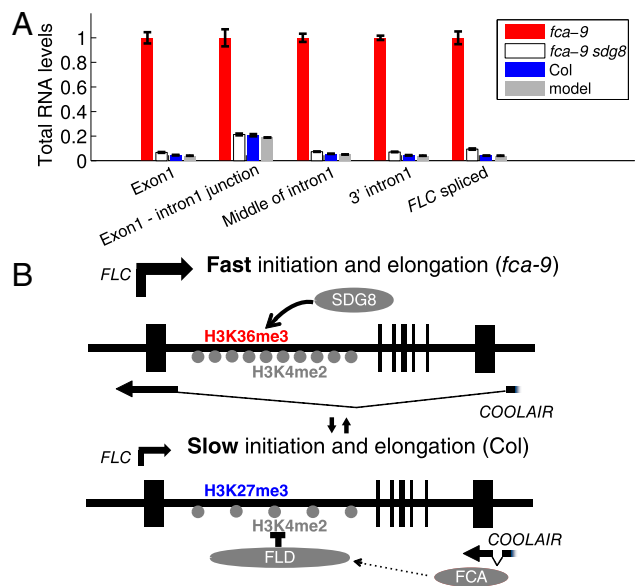 A
Total RNA levels
1
0.8
0.6
0.4
0.2
0
Exon1
Exon1 - intron1 junction
Middle of intron1
3' intron1
FLC spliced
fca-9
fca-9 sdg8
Col
model
B
FLC
Fast initiation and elongation (fca-9)
SDG8
H3K36me3
H3K4me2
COOLAIR
Slow initiation and elongation (Col)
FLC
H3K27me3
H3K4me2
FLD
COOLAIR
FCA